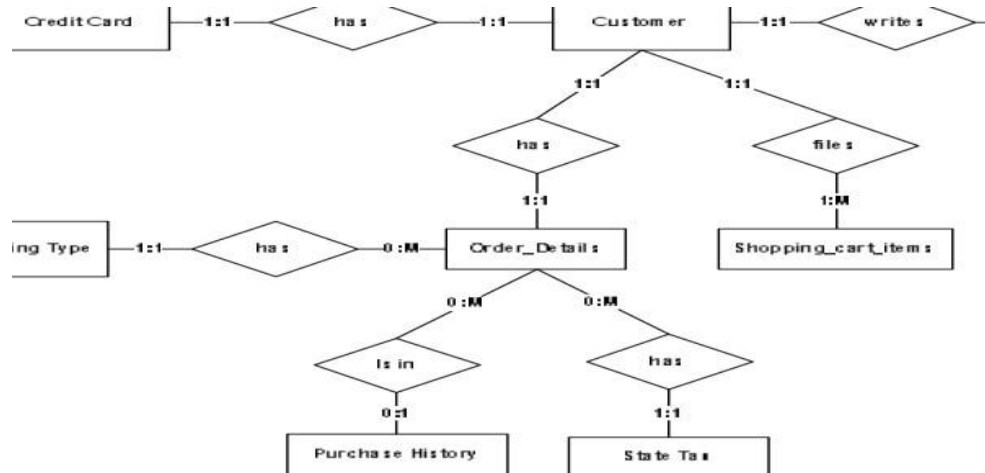 Credit Card 1:1 has 1:1 Customer 1:1 writes
1:1 1:1
has files
1:1 1:M
ing Type 1:1 has 0:M Order_Details Shopping_cart_items
0:M 0:M
Is in has
0:1 1:1
Purchase History State Tax